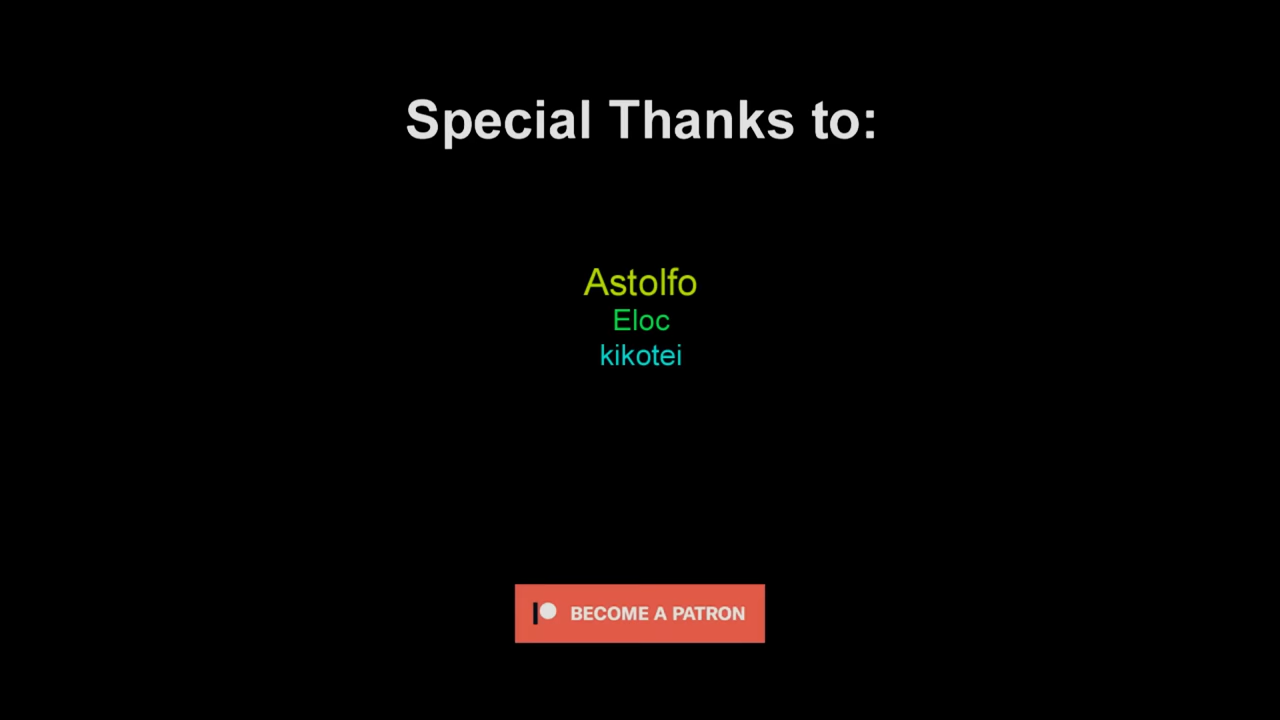 Special Thanks to:
Astolfo
Eloc
kikotei
BECOME A PATRON